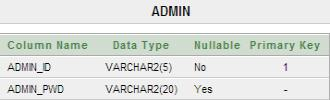 ADMIN
Column Name Data Type Nullable Primary Key
ADMIN_ID VARCHAR2(5) No 1
ADMIN_PWD VARCHAR2(20) Yes -